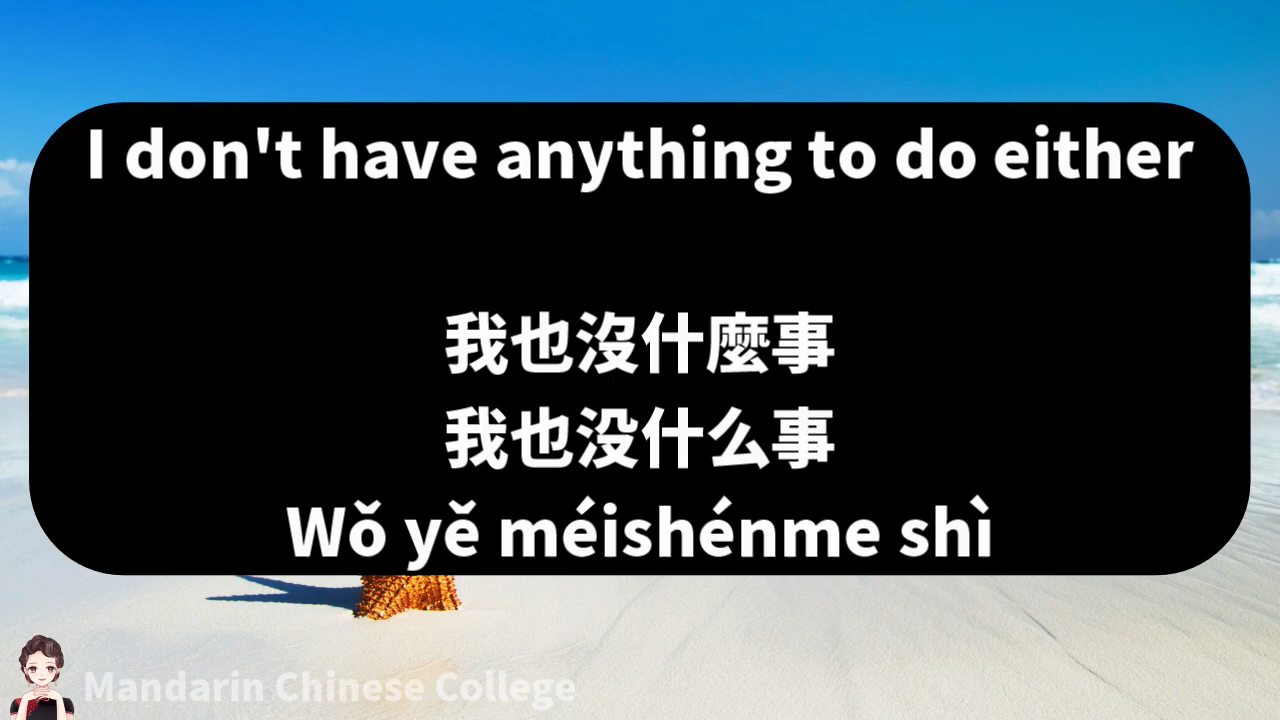 I don't have anything to do either
我也沒什麼事
我也没什么事
Wǒ yě méishénme shì
Mandarin Chinese College